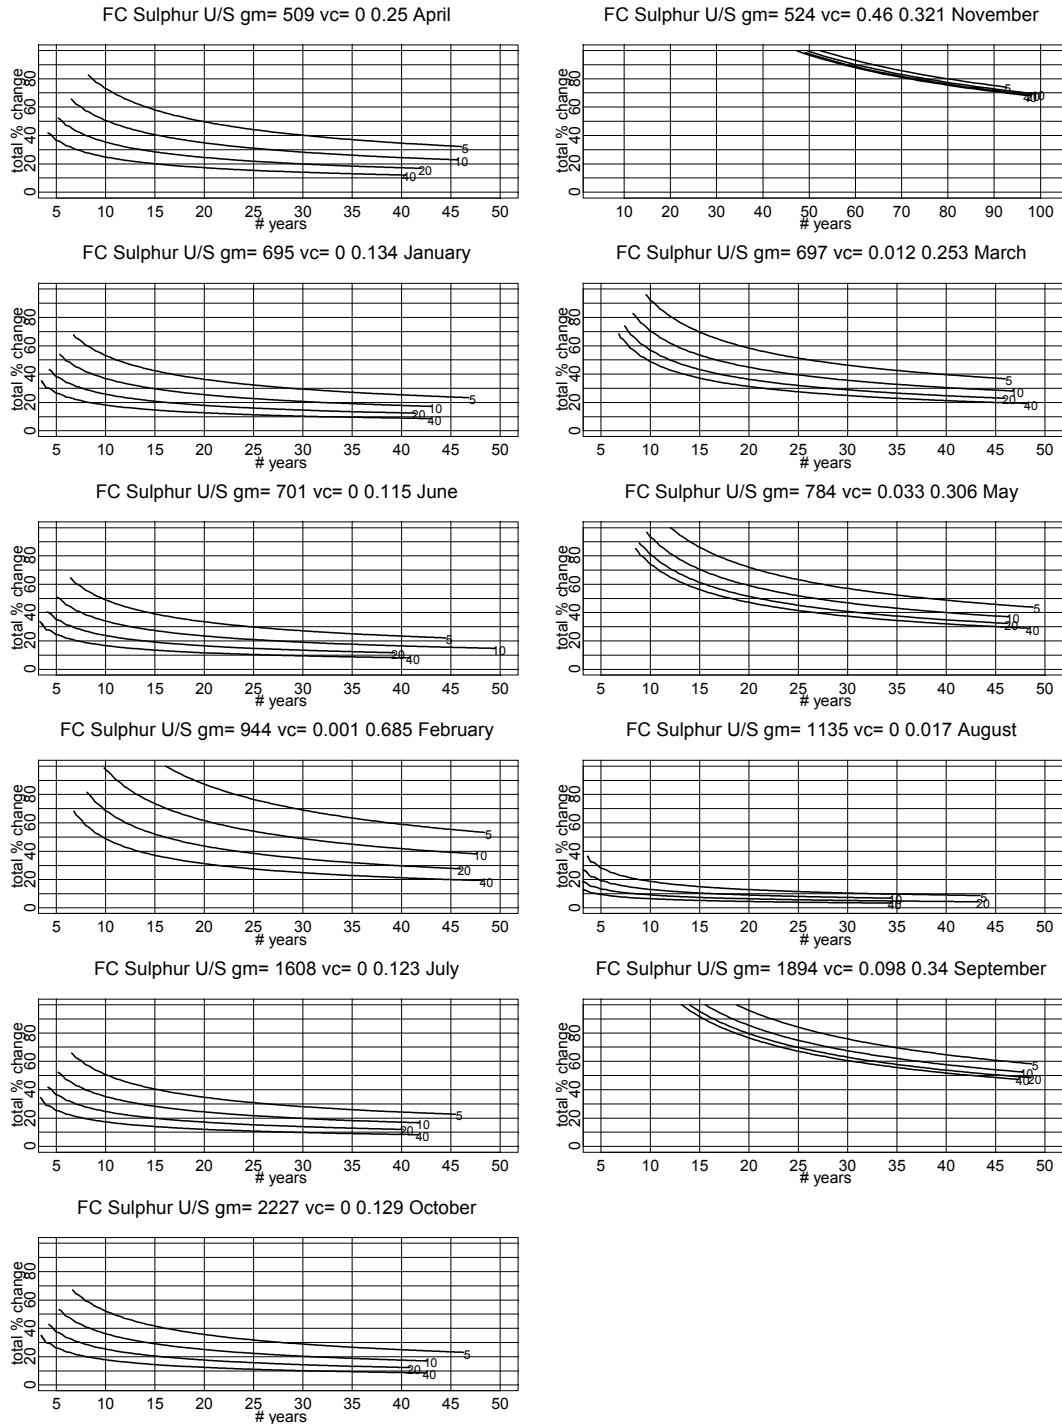 FC Sulphur U/S gm= 509 vc= 0 0.25 April
total % change
0 20 40 60 80
5 10 20 40
5 10 15 20 25 30 35 40 45 50
# years
FC Sulphur U/S gm= 524 vc= 0.46 0.321 November
total % change
0 20 40 60 80
5 10 20 40
10 20 30 40 50 60 70 80 90 100
# years
FC Sulphur U/S gm= 695 vc= 0 0.134 January
total % change
0 20 40 60 80
5 10 20 40
5 10 15 20 25 30 35 40 45 50
# years
FC Sulphur U/S gm= 697 vc= 0.012 0.253 March
total % change
0 20 40 60 80
5 10 20 40
5 10 15 20 25 30 35 40 45 50
# years
FC Sulphur U/S gm= 701 vc= 0 0.115 June
total % change
0 20 40 60 80
5 10 20 40
5 10 15 20 25 30 35 40 45 50
# years
FC Sulphur U/S gm= 784 vc= 0.033 0.306 May
total % change
0 20 40 60 80
5 10 20 40
5 10 15 20 25 30 35 40 45 50
# years
FC Sulphur U/S gm= 944 vc= 0.001 0.685 February
total % change
0 20 40 60 80
5 10 20 40
5 10 15 20 25 30 35 40 45 50
# years
FC Sulphur U/S gm= 1135 vc= 0 0.017 August
total % change
0 20 40 60 80
5 10 20 40
5 10 15 20 25 30 35 40 45 50
# years
FC Sulphur U/S gm= 1608 vc= 0 0.123 July
total % change
0 20 40 60 80
5 10 20 40
5 10 15 20 25 30 35 40 45 50
# years
FC Sulphur U/S gm= 1894 vc= 0.098 0.34 September
total % change
0 20 40 60 80
5 10 20 40
5 10 15 20 25 30 35 40 45 50
# years
FC Sulphur U/S gm= 2227 vc= 0 0.129 October
total % change
0 20 40 60 80
5 10 20 40
5 10 15 20 25 30 35 40 45 50
# years